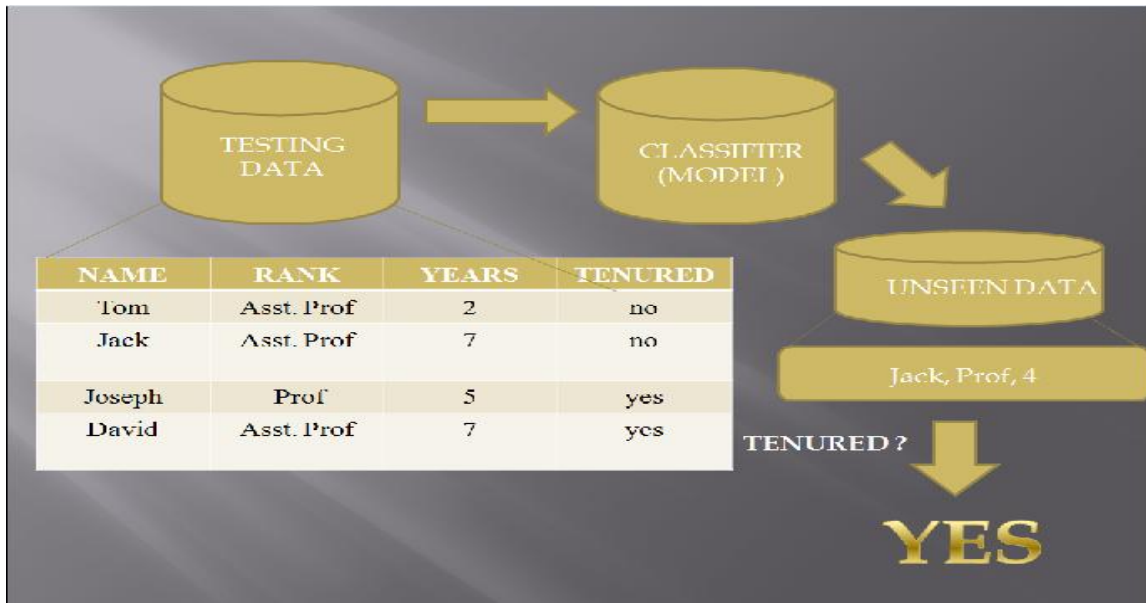 TESTING
DATA
CLASSIFIER
(MODEL)
UNSEEN DATA
NAME RANK YEARS TENURED
Tom Asst. Prof 2 no
Jack Asst. Prof 7 no
Joseph Prof 5 yes
David Asst. Prof 7 yes
Jack, Prof, 4
TENURED ?
YES